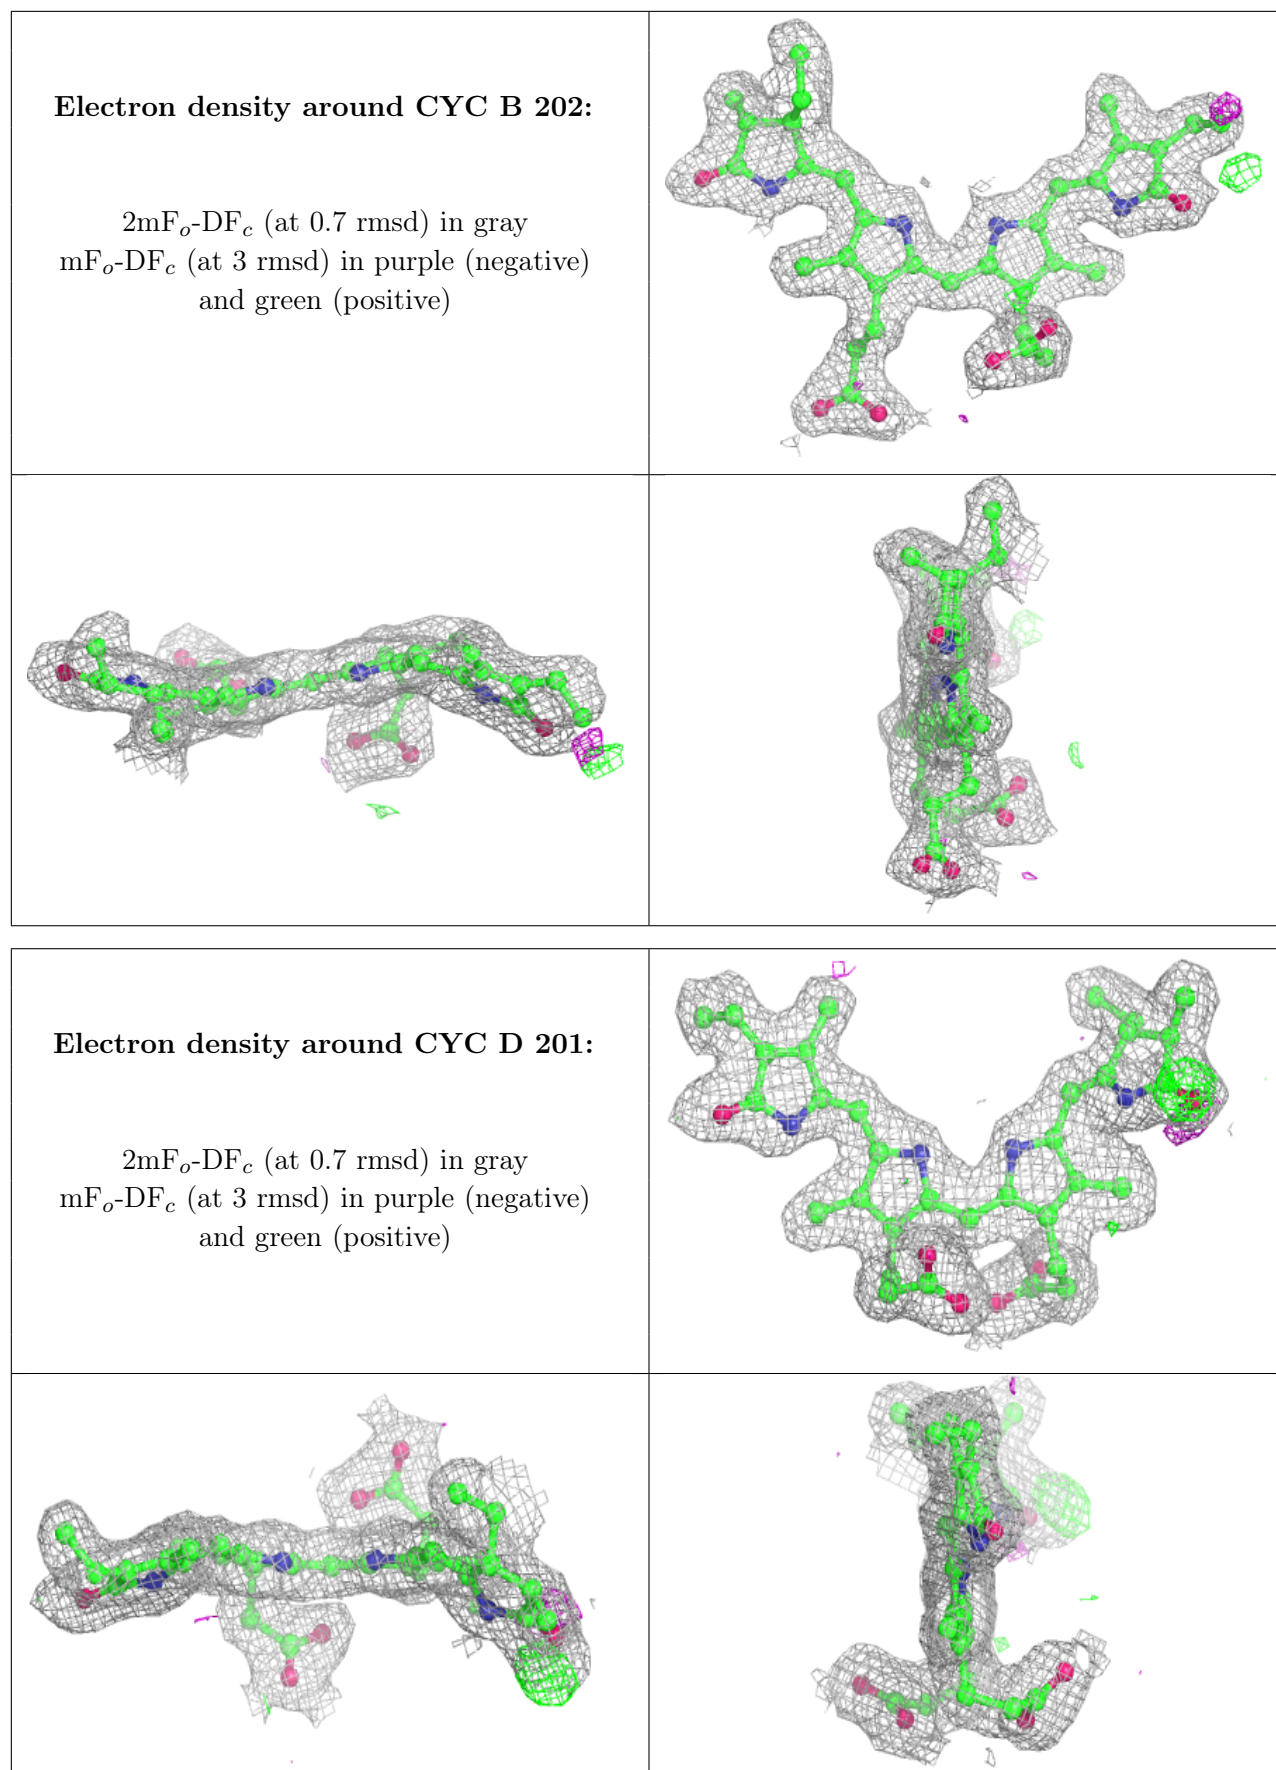 Electron density around CYC B 202:
2mFₒ-DF𝑐 (at 0.7 rmsd) in gray
mFₒ-DF𝑐 (at 3 rmsd) in purple (negative)
and green (positive)
Electron density around CYC D 201:
2mFₒ-DF𝑐 (at 0.7 rmsd) in gray
mFₒ-DF𝑐 (at 3 rmsd) in purple (negative)
and green (positive)